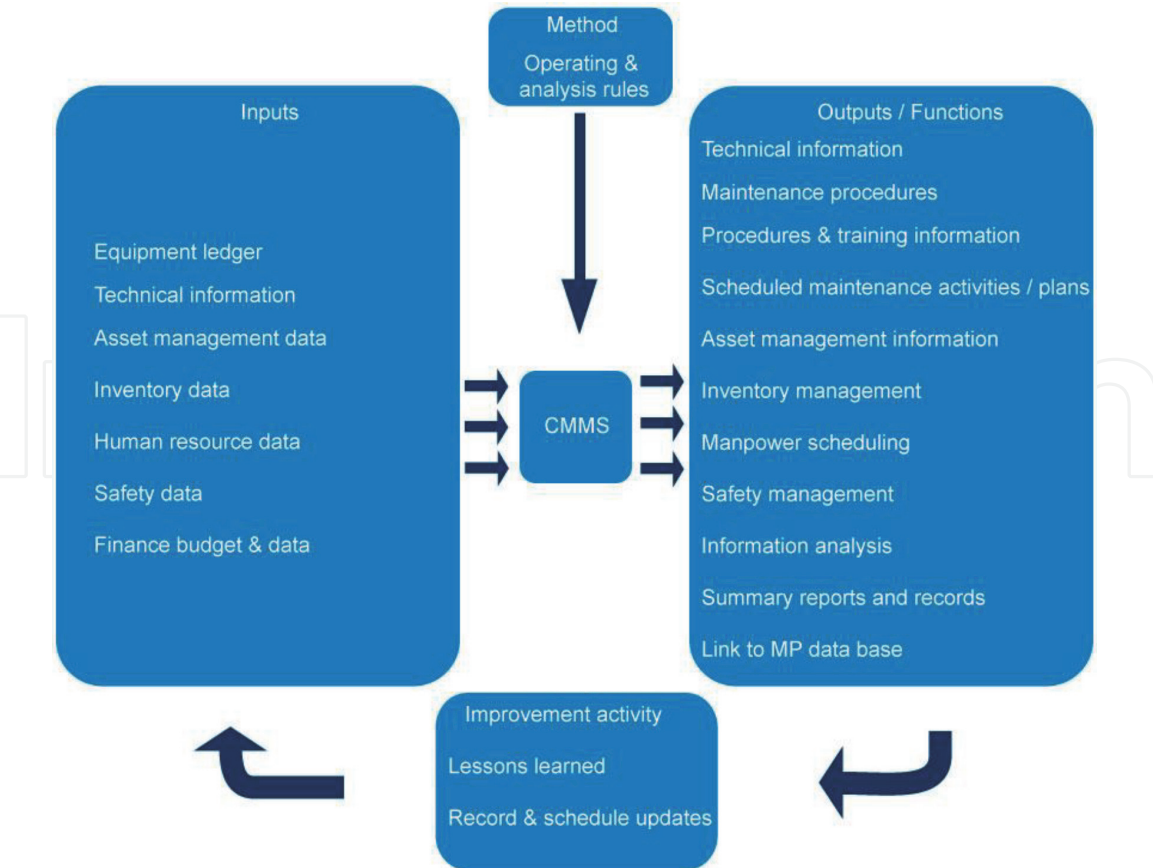 Method
Operating &
analysis rules
Inputs
Equipment ledger
Technical information
Asset management data
Inventory data
Human resource data
Safety data
Finance budget & data
CMMS
Outputs / Functions
Technical information
Maintenance procedures
Procedures & training information
Scheduled maintenance activities / plans
Asset management information
Inventory management
Manpower scheduling
Safety management
Information analysis
Summary reports and records
Link to MP data base
Improvement activity
Lessons learned
Record & schedule updates